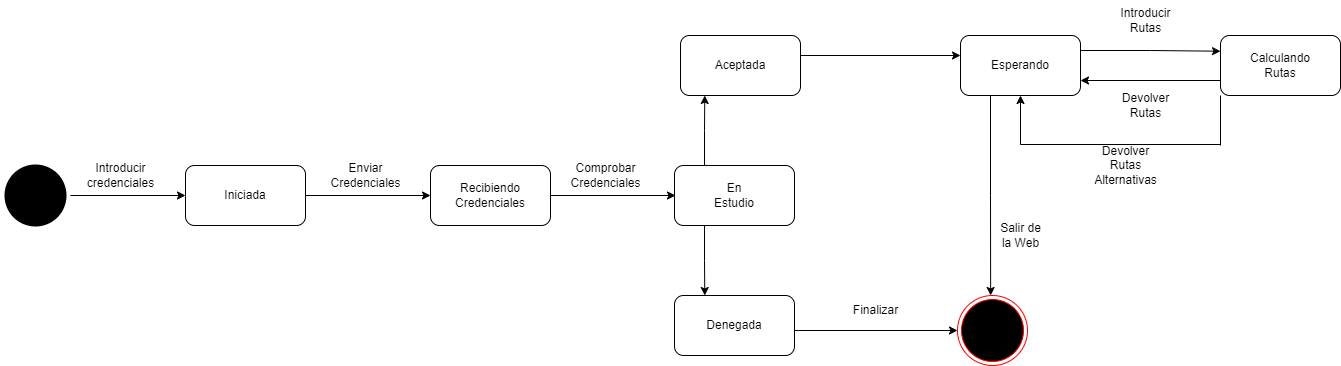 Introducir
Rutas
Aceptada
Esperando
Calculando
Rutas
Devolver
Rutas
Devolver
Rutas
Alternativas
Introducir
credenciales
Iniciada
Enviar
Credenciales
Recibiendo
Credenciales
Comprobar
Credenciales
En
Estudio
Salir de
la Web
Denegada
Finalizar